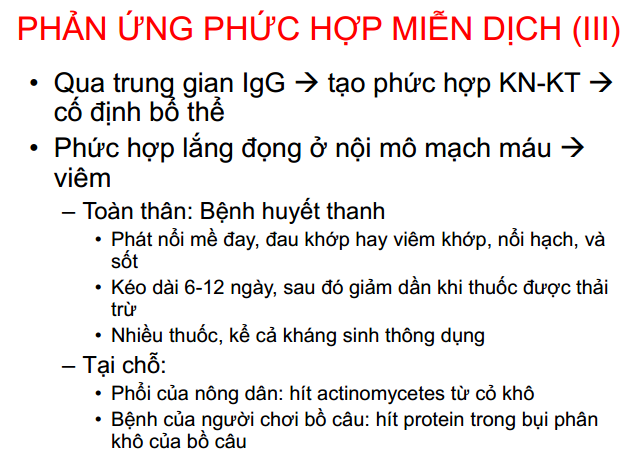 PHẢN ỨNG PHỨC HỢP MIỄN DỊCH (III)
• Qua trung gian IgG → tạo phức hợp KN-KT →
cố định bổ thể
• Phức hợp lắng đọng ở nội mô mạch máu →
viêm
– Toàn thân: Bệnh huyết thanh
• Phát nổi mề đay, đau khớp hay viêm khớp, nổi hạch, và
sốt
• Kéo dài 6-12 ngày, sau đó giảm dần khi thuốc được thải
trừ
• Nhiều thuốc, kể cả kháng sinh thông dụng
– Tại chỗ:
• Phổi của nông dân: hít actinomycetes từ cỏ khô
• Bệnh của người chơi bồ câu: hít protein trong bụi phân
khô của bồ câu